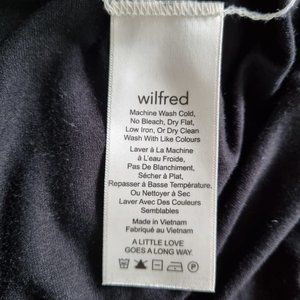 wilfred
Machine Wash Cold,
No Bleach, Dry Flat,
Low Iron, Or Dry Clean
Wash With Like Colours
Laver À La Machine
à L'eau Froide,
Pas De Blanchiment,
Sécher à Plat,
Repasser à Basse Température,
Ou Nettoyer à Sec
Laver Avec Des Couleurs
Semblables
Made in Vietnam
Fabriqué au Vietnam
A LITTLE LOVE
GOES A LONG WAY.